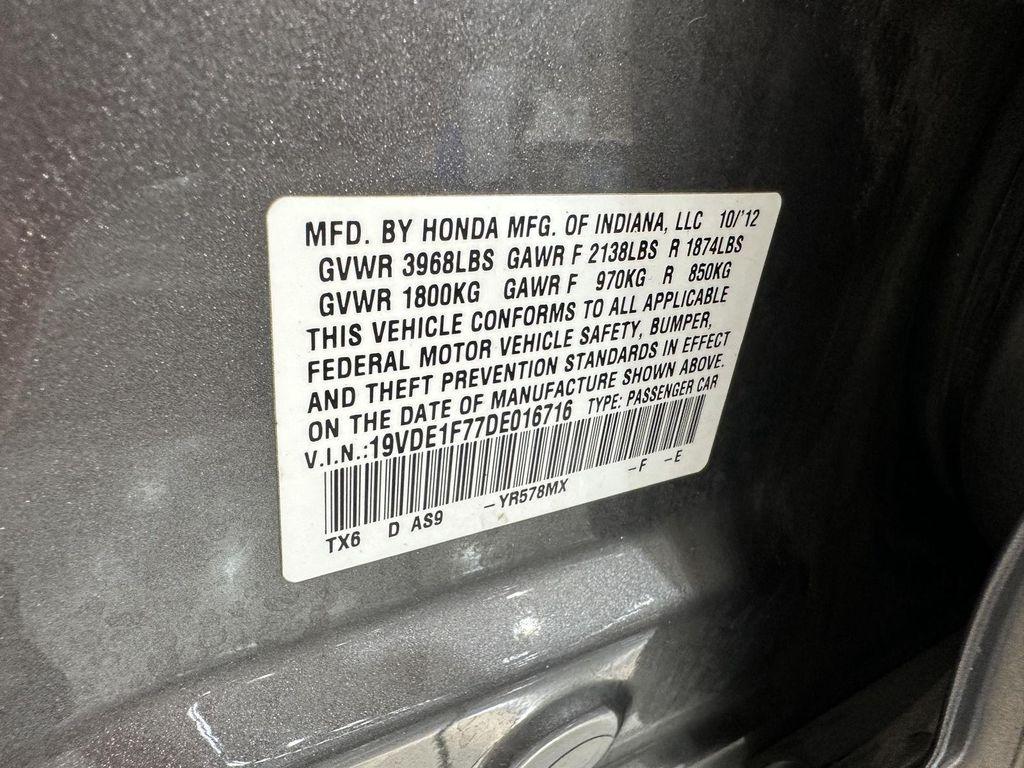 MFD. BY HONDA MFG. OF INDIANA, LLC 10/'12
GVWR 3968LBS GAWR F 2138LBS R 1874LBS
GVWR 1800KG GAWR F 970KG R 850KG
THIS VEHICLE CONFORMS TO ALL APPLICABLE
FEDERAL MOTOR VEHICLE SAFETY, BUMPER,
AND THEFT PREVENTION STANDARDS IN EFFECT
ON THE DATE OF MANUFACTURE SHOWN ABOVE.
V.I.N.:19VDE1F77DE016716 TYPE: PASSENGER CAR
TX6 D AS9 -YR578MX -F -E